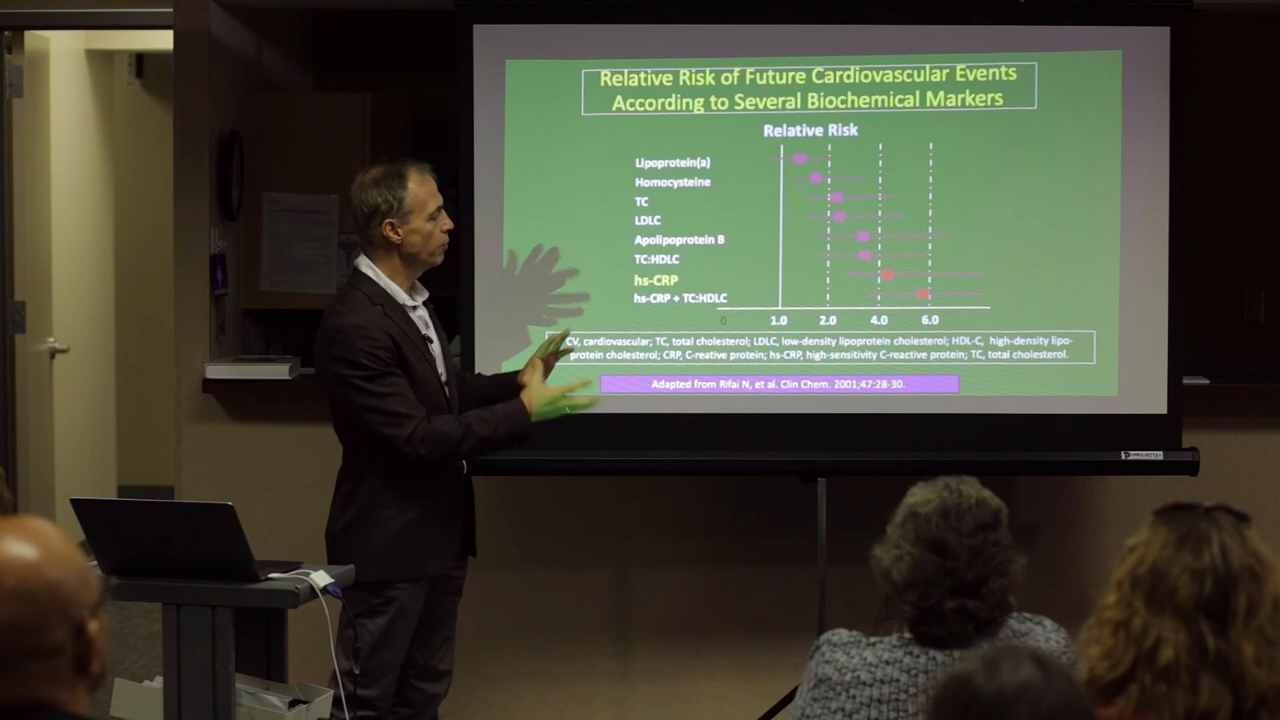 Relative Risk of Future Cardiovascular Events
According to Several Biochemical Markers
Relative Risk
Lipoprotein(a)
Homocysteine
TC
LDLC
Apolipoprotein B
TC:HDLC
hs-CRP
hs-CRP + TC:HDLC
0 1.0 2.0 4.0 6.0
CV, cardiovascular; TC, total cholesterol; LDLC, low-density lipoprotein cholesterol; HDL-C, high-density lipo-
protein cholesterol; CRP, C-reative protein; hs-CRP, high-sensitivity C-reactive protein; TC, total cholesterol.
Adapted from Rifai N, et al. Clin Chem. 2001;47:28-30.